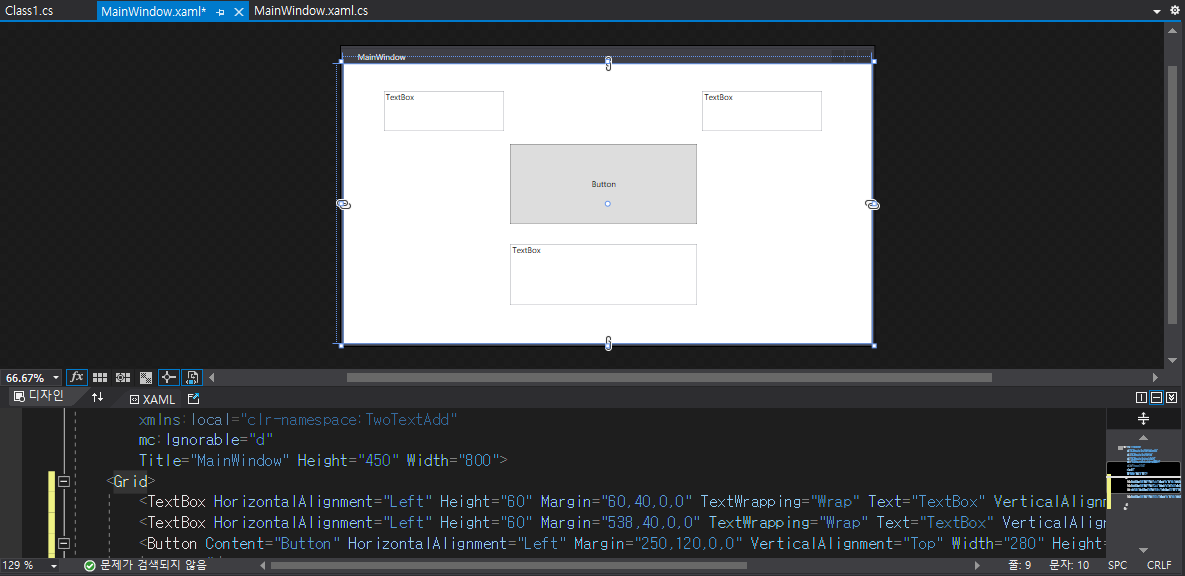 Class1.cs MainWindow.xaml* MainWindow.xaml.cs
MainWindow
TextBox TextBox
Button
TextBox
66.67% fx
디자인 XAML
xmlns:local="clr-namespace:TwoTextAdd"
mc:Ignorable="d"
Title="MainWindow" Height="450" Width="800">
<Grid>
<TextBox HorizontalAlignment="Left" Height="60" Margin="60,40,0,0" TextWrapping="Wrap" Text="TextBox" VerticalAlignm
<TextBox HorizontalAlignment="Left" Height="60" Margin="538,40,0,0" TextWrapping="Wrap" Text="TextBox" VerticalAlig
<Button Content="Button" HorizontalAlignment="Left" Margin="250,120,0,0" VerticalAlignment="Top" Width="280" Height=
129 % 문제가 검색되지 않음 줄: 9 문자: 10 SPC CRLF